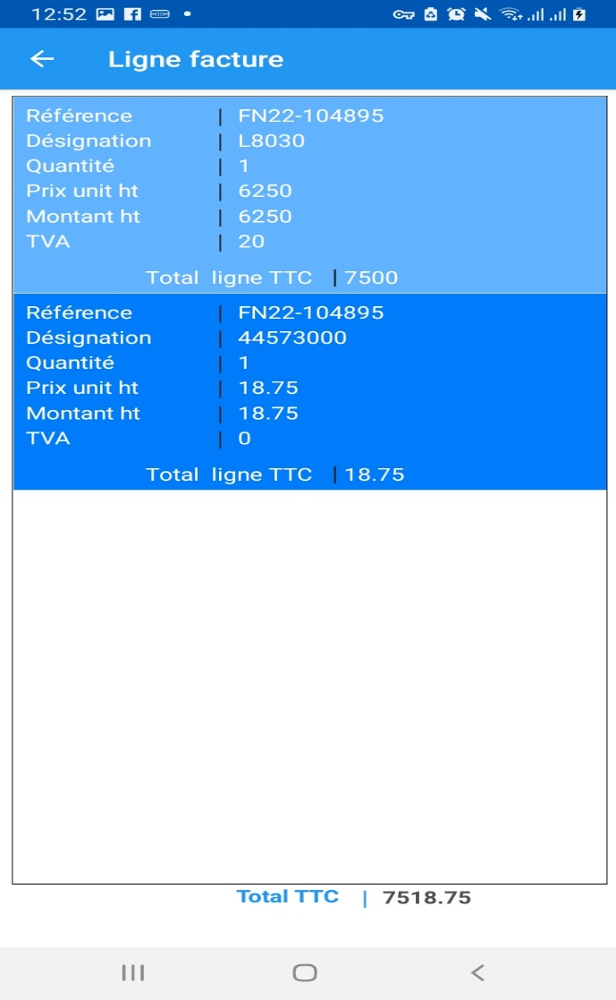 12:52
Ligne facture
Référence | FN22-104895
Désignation | L8030
Quantité | 1
Prix unit ht | 6250
Montant ht | 6250
TVA | 20
Total ligne TTC | 7500
Référence | FN22-104895
Désignation | 44573000
Quantité | 1
Prix unit ht | 18.75
Montant ht | 18.75
TVA | 0
Total ligne TTC | 18.75
Total TTC | 7518.75